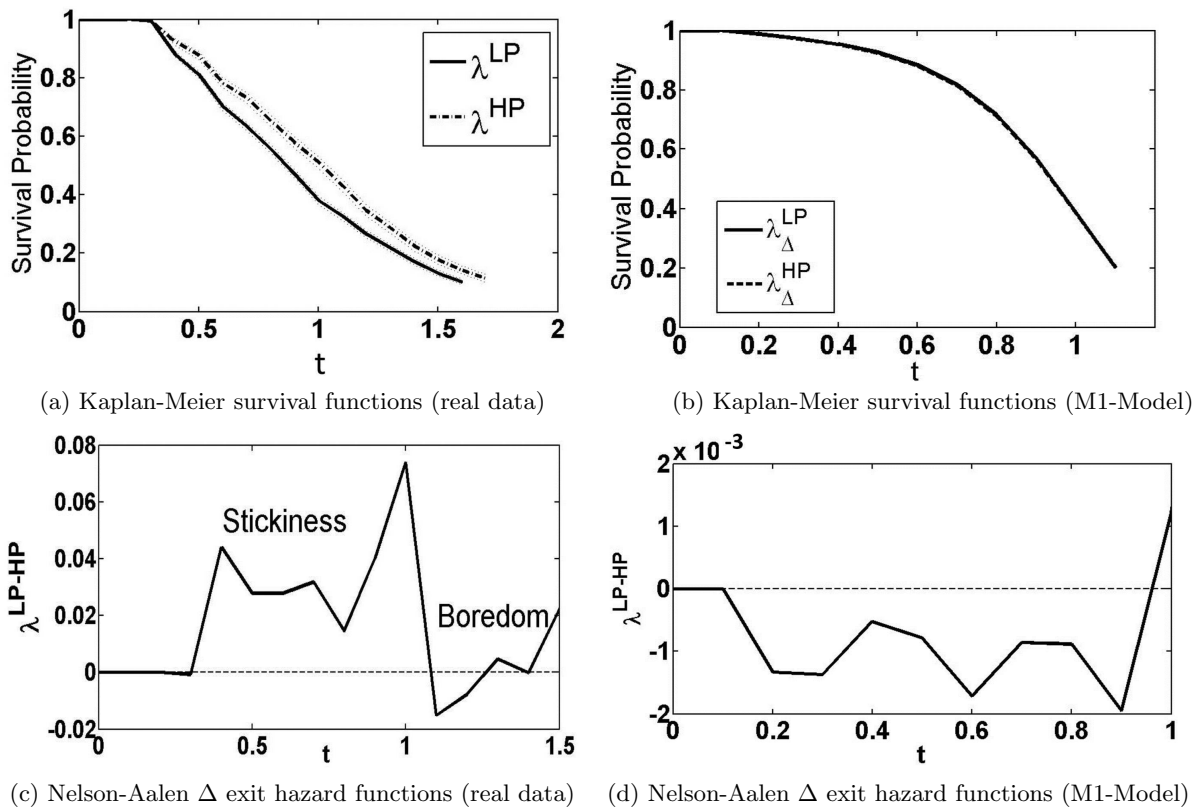 1
0.8
0.6
0.4
0.2
0
Survival Probability
0 0.5 1 1.5 2
t
λ^LP
λ^HP
(a) Kaplan-Meier survival functions (real data)
1
0.8
0.6
0.4
0.2
0
Survival Probability
0 0.2 0.4 0.6 0.8 1
t
λ_Δ^LP
λ_Δ^HP
(b) Kaplan-Meier survival functions (M1-Model)
0.08
0.06
0.04
0.02
0
-0.02
λ^LP-HP
Stickiness
Boredom
0 0.5 1 1.5
t
(c) Nelson-Aalen Δ exit hazard functions (real data)
2 x 10^-3
1
0
-1
-2
λ^LP-HP
0 0.2 0.4 0.6 0.8 1
t
(d) Nelson-Aalen Δ exit hazard functions (M1-Model)